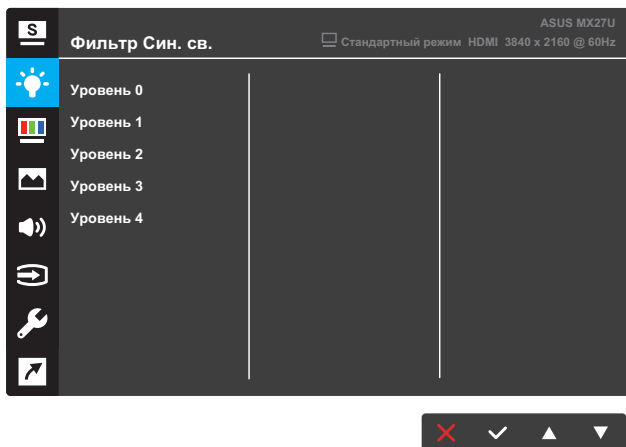 S
ASUS MX27U
Фильтр Син. св.
Стандартный режим HDMI 3840 x 2160 @ 60Hz
Уровень 0
Уровень 1
Уровень 2
Уровень 3
Уровень 4